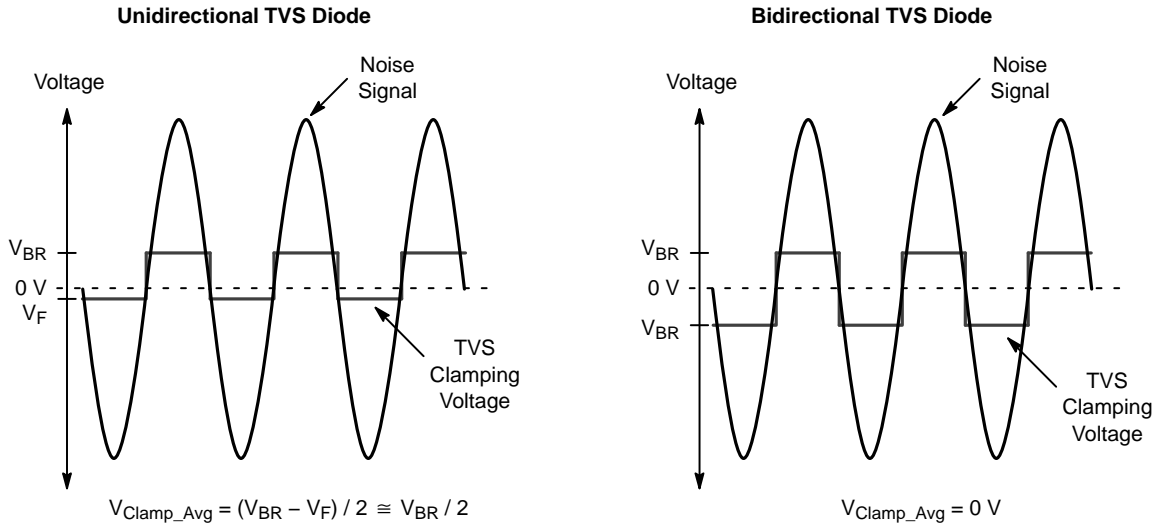 Unidirectional TVS Diode
Voltage
Noise
Signal
V_BR
0 V
V_F
TVS
Clamping
Voltage
V_Clamp_Avg = (V_BR − V_F) / 2 ≅ V_BR / 2
Bidirectional TVS Diode
Voltage
Noise
Signal
V_BR
0 V
V_BR
TVS
Clamping
Voltage
V_Clamp_Avg = 0 V